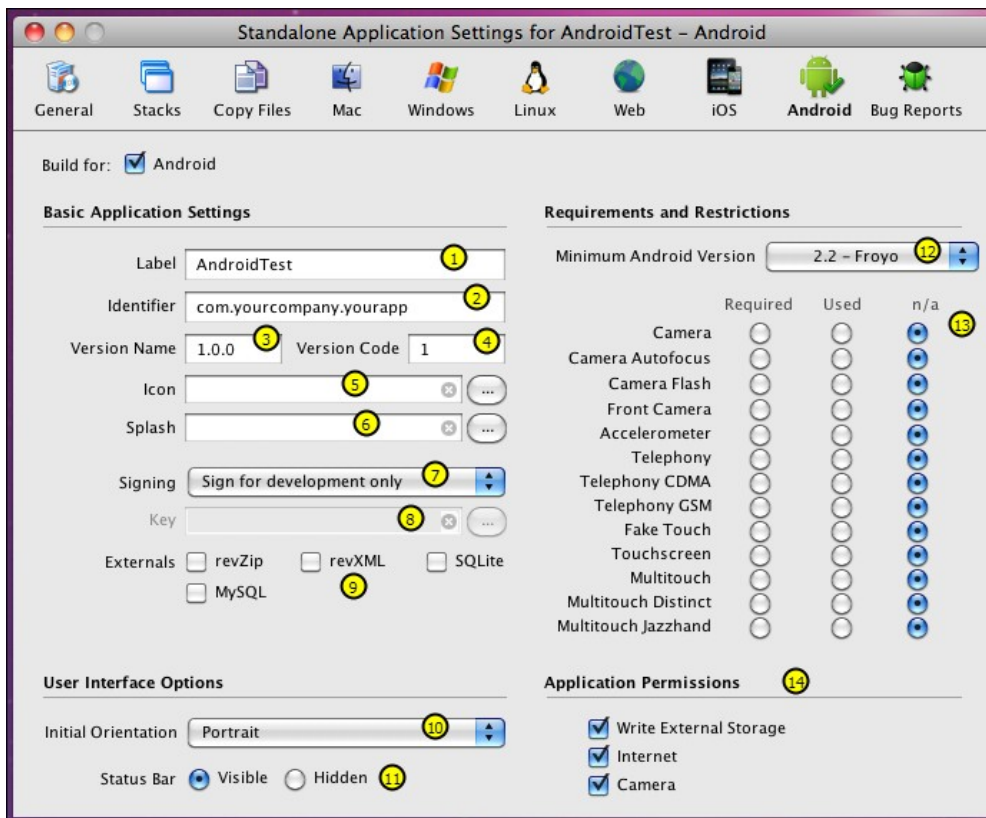 Standalone Application Settings for AndroidTest – Android
General Stacks Copy Files Mac Windows Linux Web iOS Android Bug Reports
Build for: Android
Basic Application Settings
Label AndroidTest 1
Identifier com.yourcompany.yourapp 2
Version Name 1.0.0 3 Version Code 1 4
Icon 5 ...
Splash 6 ...
Signing Sign for development only 7
Key 8 ...
Externals revZip revXML SQLite
MySQL 9
User Interface Options
Initial Orientation Portrait 10
Status Bar Visible Hidden 11
Requirements and Restrictions
Minimum Android Version 2.2 – Froyo 12
Required Used n/a 13
Camera
Camera Autofocus
Camera Flash
Front Camera
Accelerometer
Telephony
Telephony CDMA
Telephony GSM
Fake Touch
Touchscreen
Multitouch
Multitouch Distinct
Multitouch Jazzhand
Application Permissions 14
Write External Storage
Internet
Camera